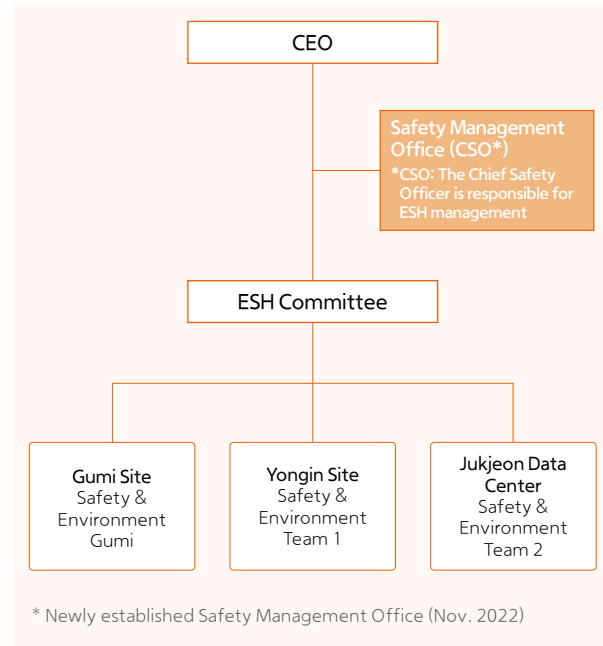 CEO
Safety Management
Office (CSO*)
*CSO: The Chief Safety
Officer is responsible for
ESH management
ESH Committee
Gumi Site
Safety &
Environment
Gumi
Yongin Site
Safety &
Environment
Team 1
Jukjeon Data
Center
Safety &
Environment
Team 2
* Newly established Safety Management Office (Nov. 2022)